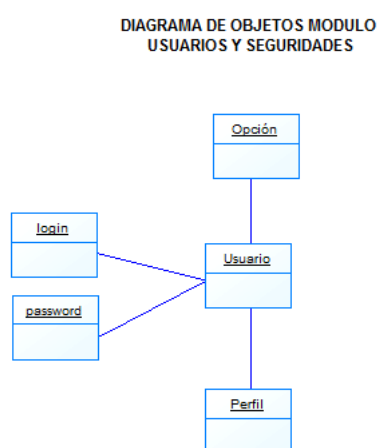 DIAGRAMA DE OBJETOS MODULO
USUARIOS Y SEGURIDADES
Opción
login
Usuario
password
Perfil